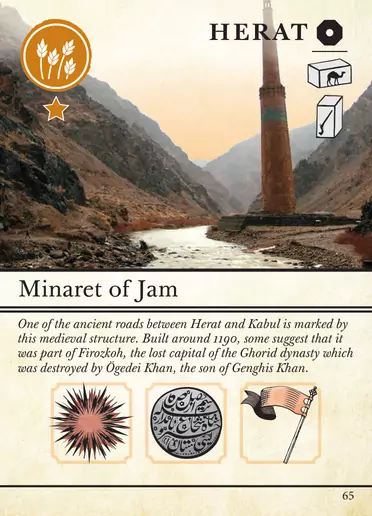 HERAT
Minaret of Jam
One of the ancient roads between Herat and Kabul is marked by
this medieval structure. Built around 1190, some suggest that it
was part of Firozkoh, the lost capital of the Ghorid dynasty which
was destroyed by Ögedei Khan, the son of Genghis Khan.
65